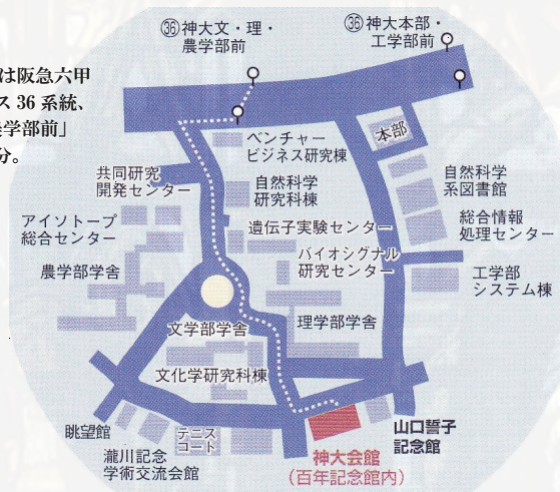 ㊱神大文・理・
農学部前
㊱神大本部・
工学部前
は阪急六甲
ス 36 系統、
学部前」
分。
本部
ベンチャー
ビジネス研究棟
共同研究
開発センター
自然科学
研究科棟
自然科学
系図書館
アイソトープ
総合センター
遺伝子実験センター
総合情報
処理センター
バイオシグナル
研究センター
農学部学舎
工学部
システム棟
文学部学舎
理学部学舎
文化学研究科棟
眺望館
テニス
コート
瀧川記念
学術交流会館
神大会館
(百年記念館内)
山口誓子
記念館